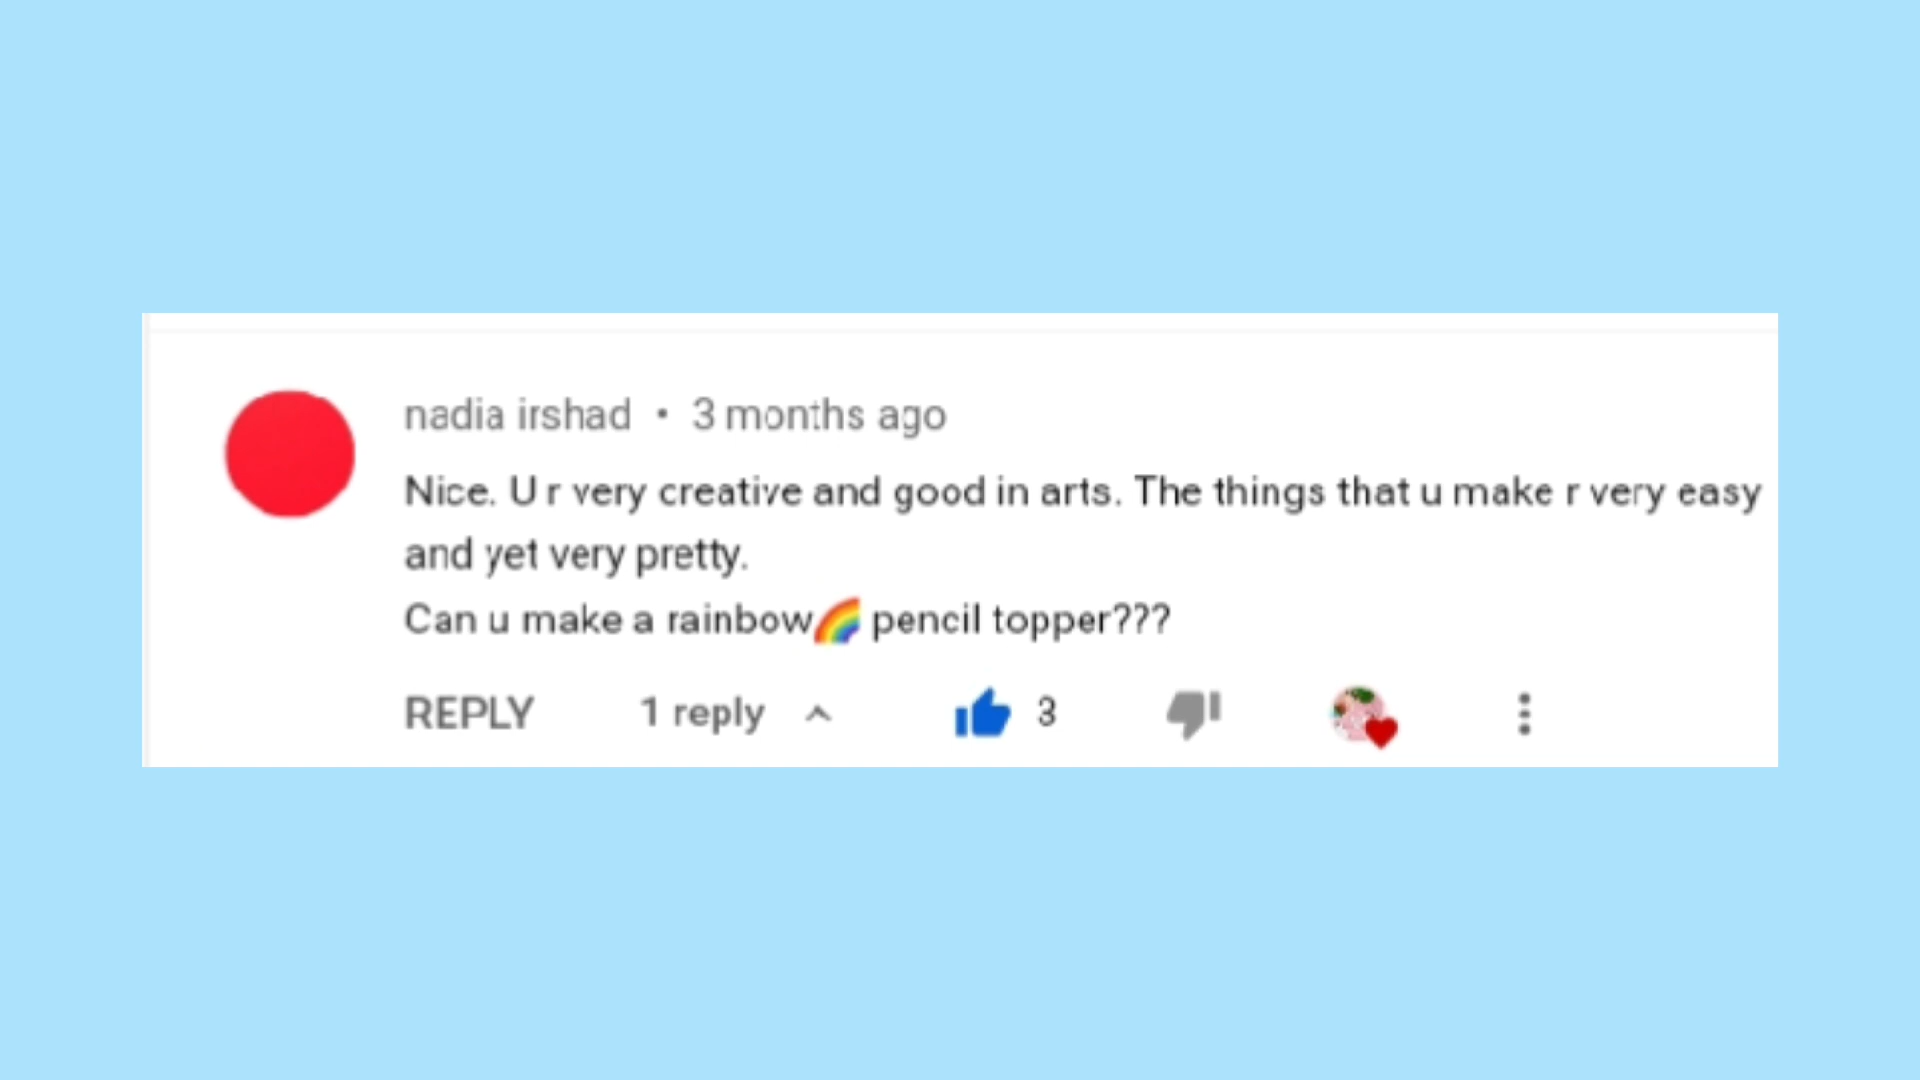 nadia irshad • 3 months ago
Nice. U r very creative and good in arts. The things that u make r very easy
and yet very pretty.
Can u make a rainbow🌈 pencil topper???
REPLY 1 reply 3